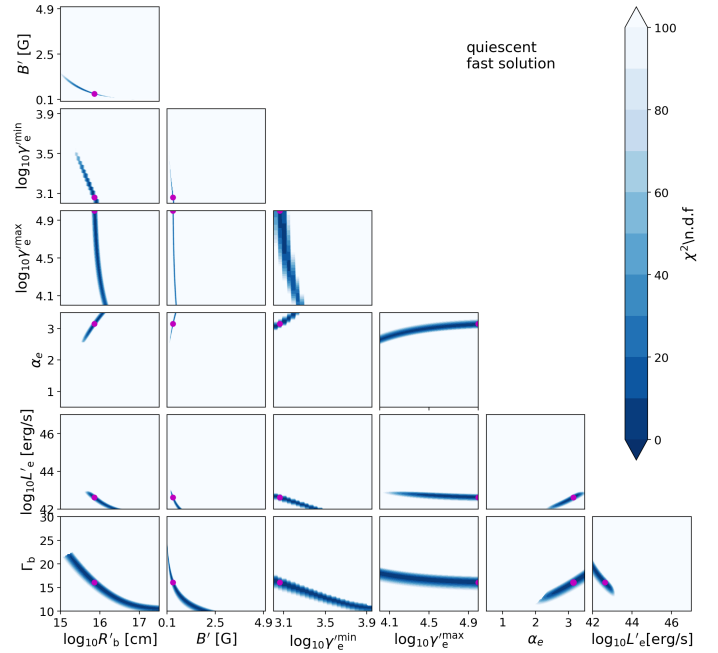 4.9
2.5
0.1
B′ [G]
quiescent
fast solution
100
80
60
40
20
0
χ²\n.d.f
3.9
3.5
3.1
log₁₀γ′ₑᵐⁱⁿ
4.9
4.5
4.1
log₁₀γ′ₑᵐᵃˣ
3
2
1
αₑ
46
44
42
log₁₀L′ₑ [erg/s]
30
25
20
15
10
Γ_b
15 16 17
0.1 2.5 4.9
3.1 3.5 3.9
4.1 4.5 4.9
1 2 3
42 44 46
log₁₀R′_b [cm]
B′ [G]
log₁₀γ′ₑᵐⁱⁿ
log₁₀γ′ₑᵐᵃˣ
αₑ
log₁₀L′ₑ[erg/s]